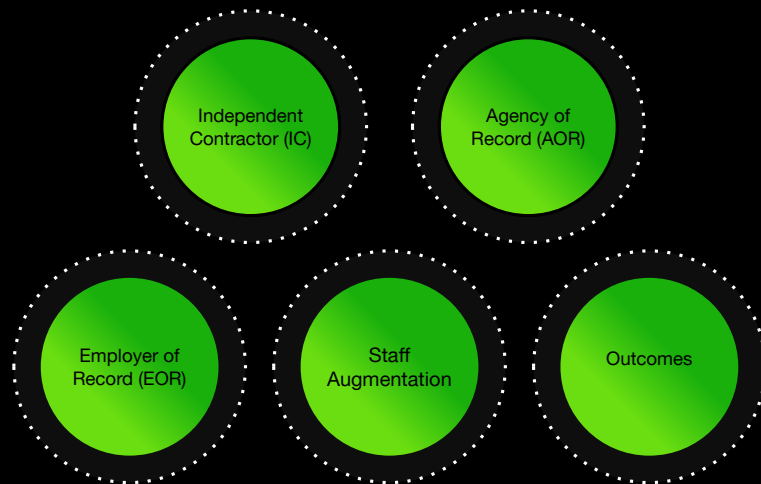 Independent
Contractor (IC)
Agency of
Record (AOR)
Employer of
Record (EOR)
Staff
Augmentation
Outcomes